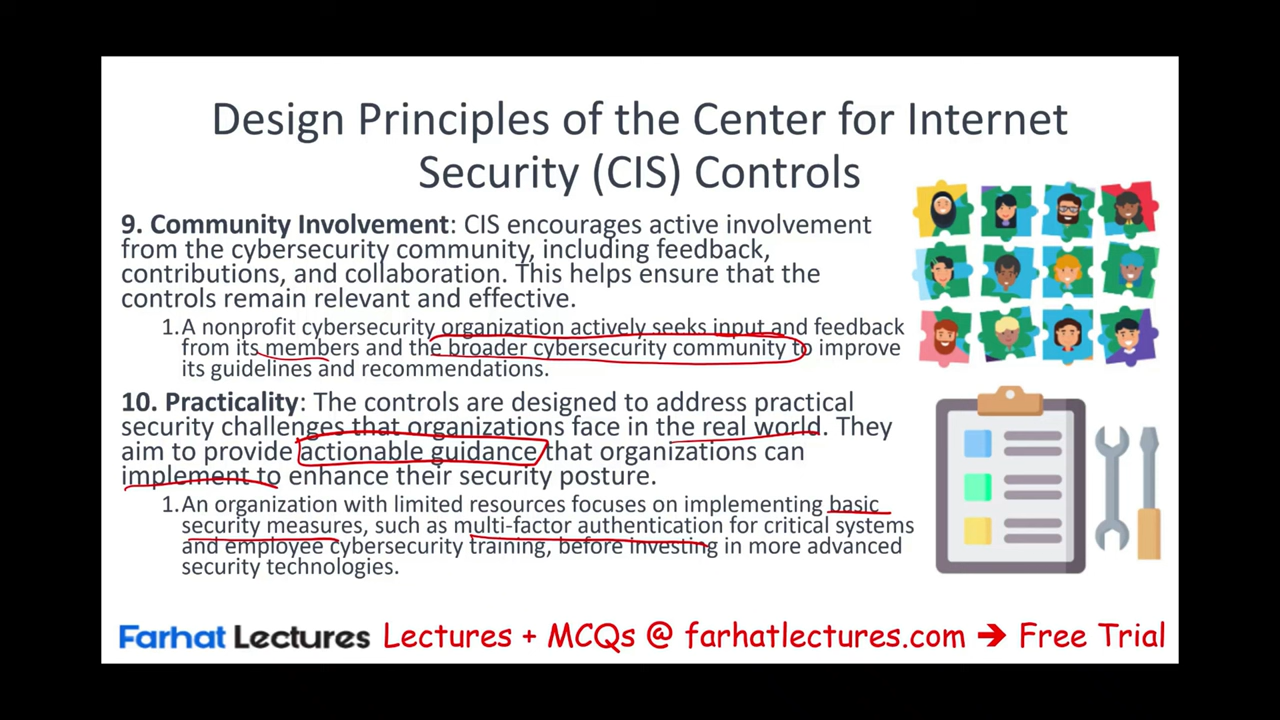 Design Principles of the Center for Internet
Security (CIS) Controls
9. Community Involvement: CIS encourages active involvement
from the cybersecurity community, including feedback,
contributions, and collaboration. This helps ensure that the
controls remain relevant and effective.
1. A nonprofit cybersecurity organization actively seeks input and feedback
from its members and the broader cybersecurity community to improve
its guidelines and recommendations.
10. Practicality: The controls are designed to address practical
security challenges that organizations face in the real world. They
aim to provide actionable guidance that organizations can
implement to enhance their security posture.
1. An organization with limited resources focuses on implementing basic
security measures, such as multi-factor authentication for critical systems
and employee cybersecurity training, before investing in more advanced
security technologies.
Farhat Lectures Lectures + MCQs @ farhatlectures.com ➔ Free Trial